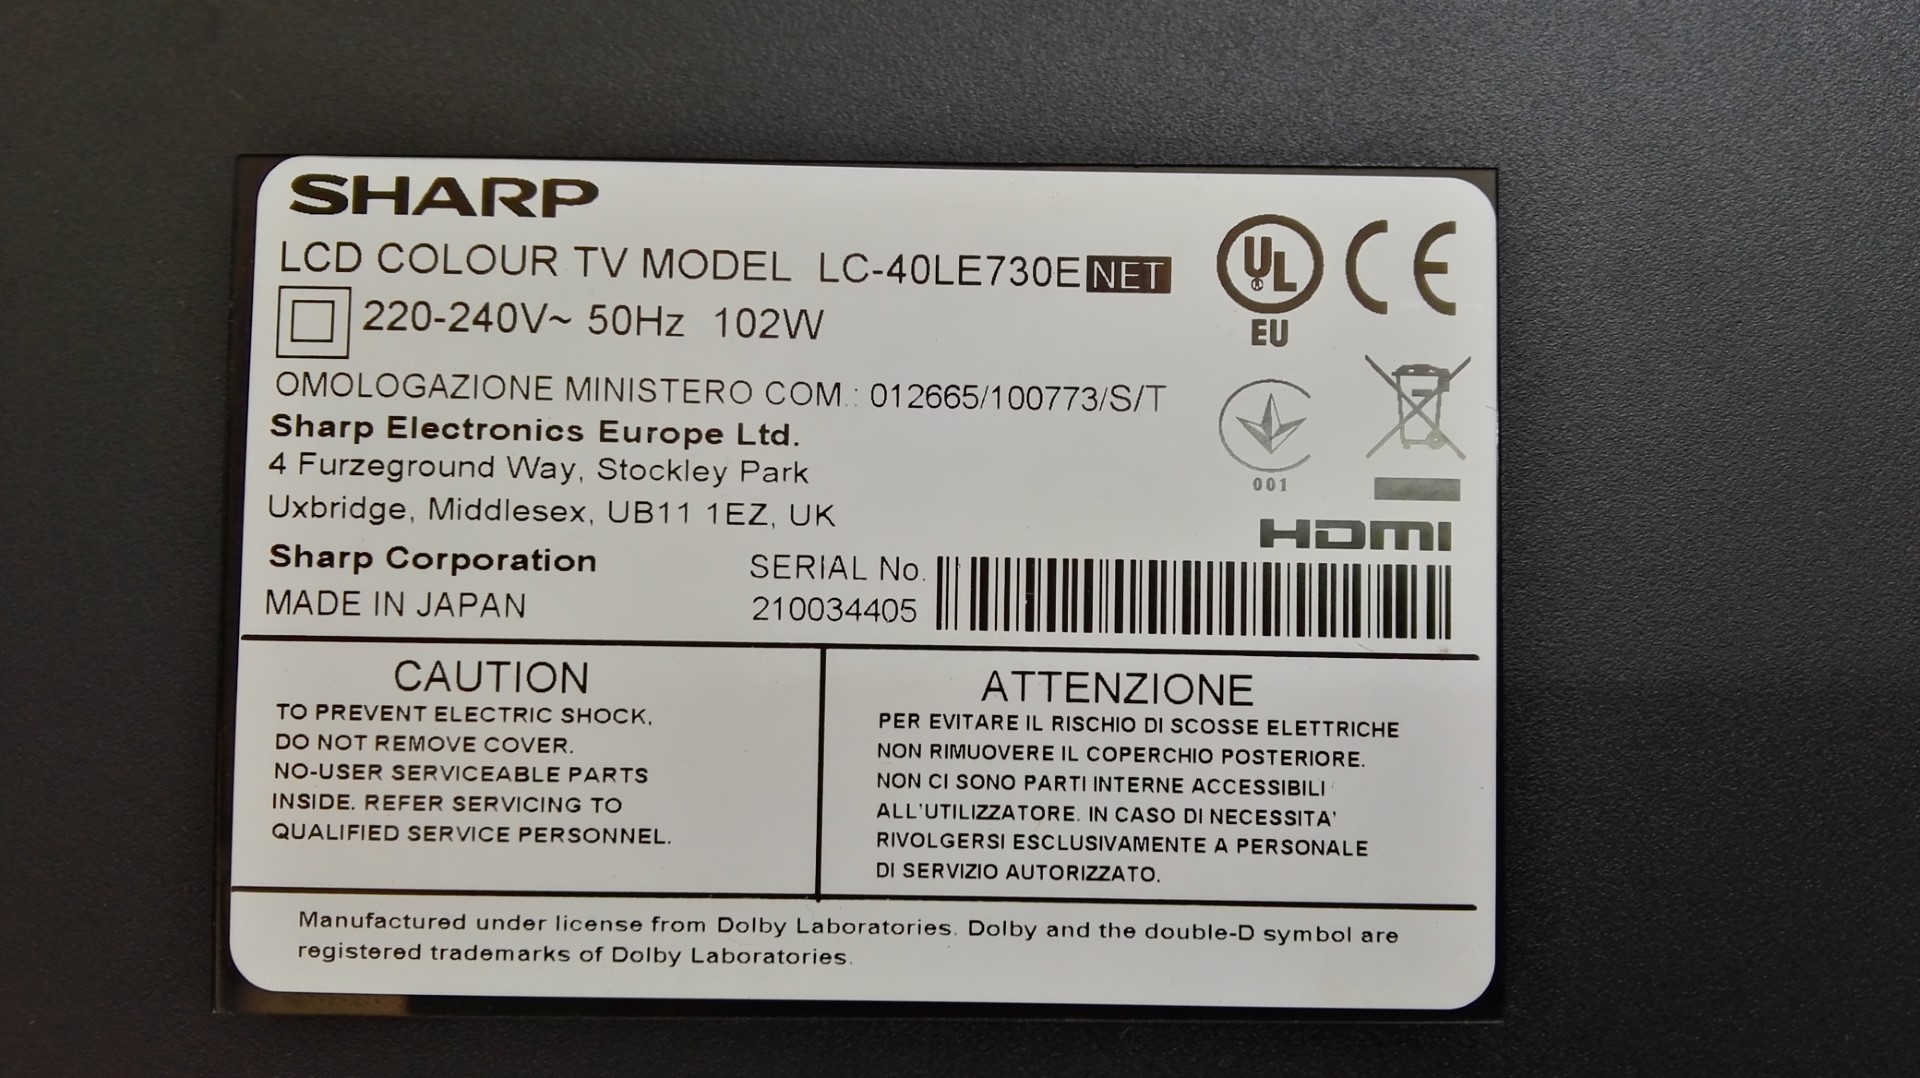 SHARP
LCD COLOUR TV MODEL LC-40LE730E NET
220-240V~ 50Hz 102W
UL
EU
CE
OMOLOGAZIONE MINISTERO COM.: 012665/100773/S/T
Sharp Electronics Europe Ltd.
4 Furzeground Way, Stockley Park
Uxbridge, Middlesex, UB11 1EZ, UK
001
HDMI
Sharp Corporation
MADE IN JAPAN
SERIAL No.
210034405
CAUTION
TO PREVENT ELECTRIC SHOCK,
DO NOT REMOVE COVER.
NO-USER SERVICEABLE PARTS
INSIDE. REFER SERVICING TO
QUALIFIED SERVICE PERSONNEL.
ATTENZIONE
PER EVITARE IL RISCHIO DI SCOSSE ELETTRICHE
NON RIMUOVERE IL COPERCHIO POSTERIORE.
NON CI SONO PARTI INTERNE ACCESSIBILI
ALL'UTILIZZATORE. IN CASO DI NECESSITA'
RIVOLGERSI ESCLUSIVAMENTE A PERSONALE
DI SERVIZIO AUTORIZZATO.
Manufactured under license from Dolby Laboratories. Dolby and the double-D symbol are
registered trademarks of Dolby Laboratories.